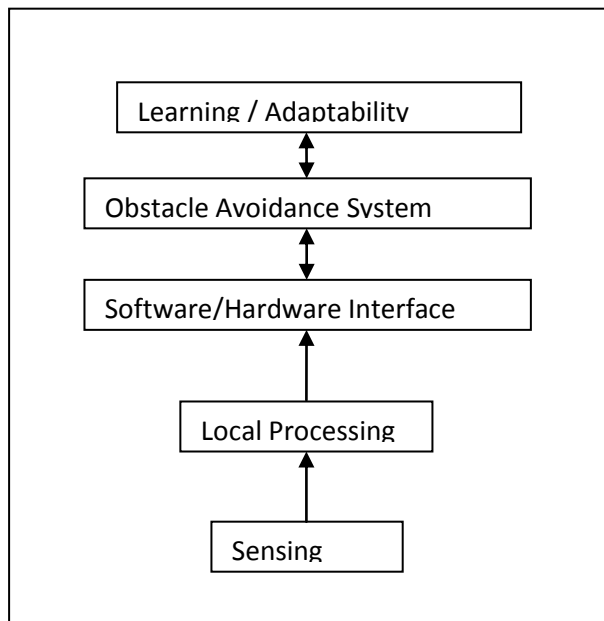 Learning / Adaptability
Obstacle Avoidance System
Software/Hardware Interface
Local Processing
Sensing